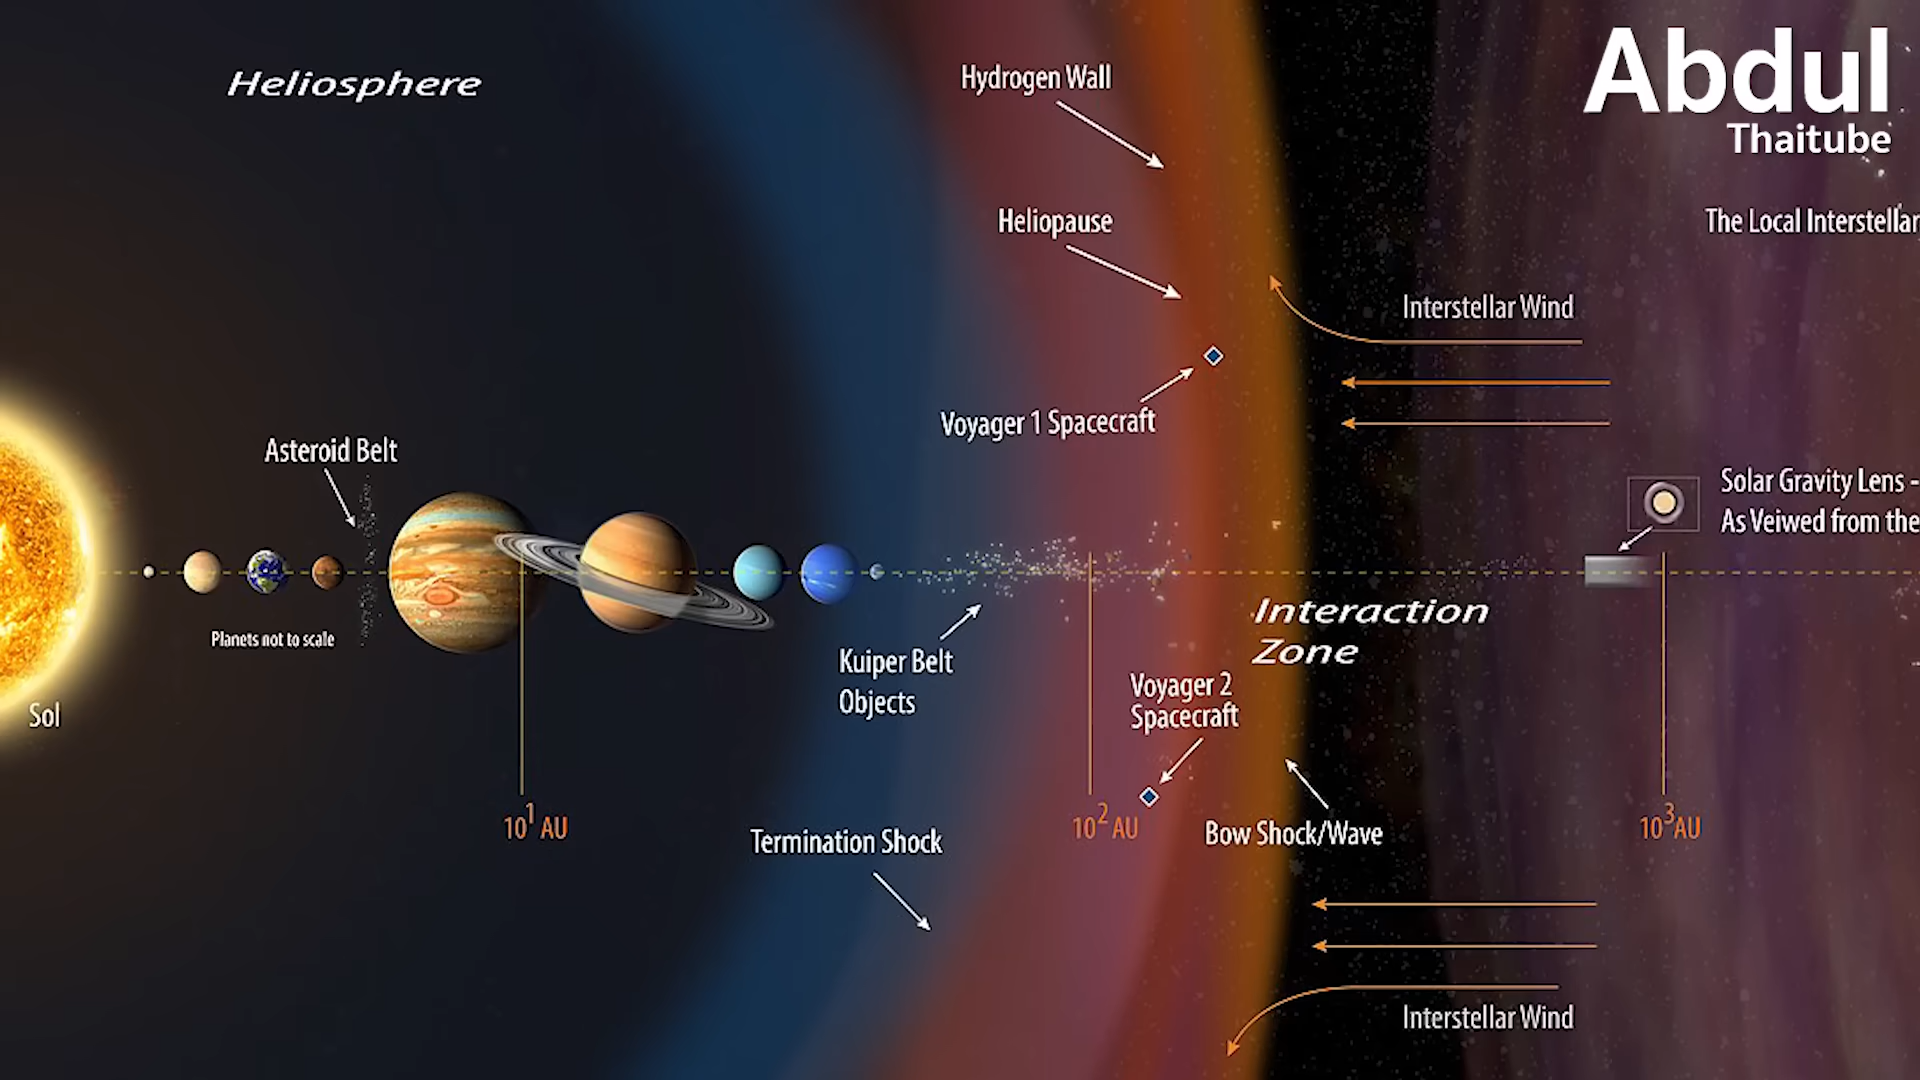 Heliosphere
Hydrogen Wall
Abdul
Thaitube
Heliopause
The Local Interstellar
Interstellar Wind
Voyager 1 Spacecraft
Asteroid Belt
Solar Gravity Lens -
As Veiwed from the
Planets not to scale
Interaction
Zone
Kuiper Belt
Objects
Voyager 2
Spacecraft
Sol
10¹ AU
10² AU
10³AU
Termination Shock
Bow Shock/Wave
Interstellar Wind